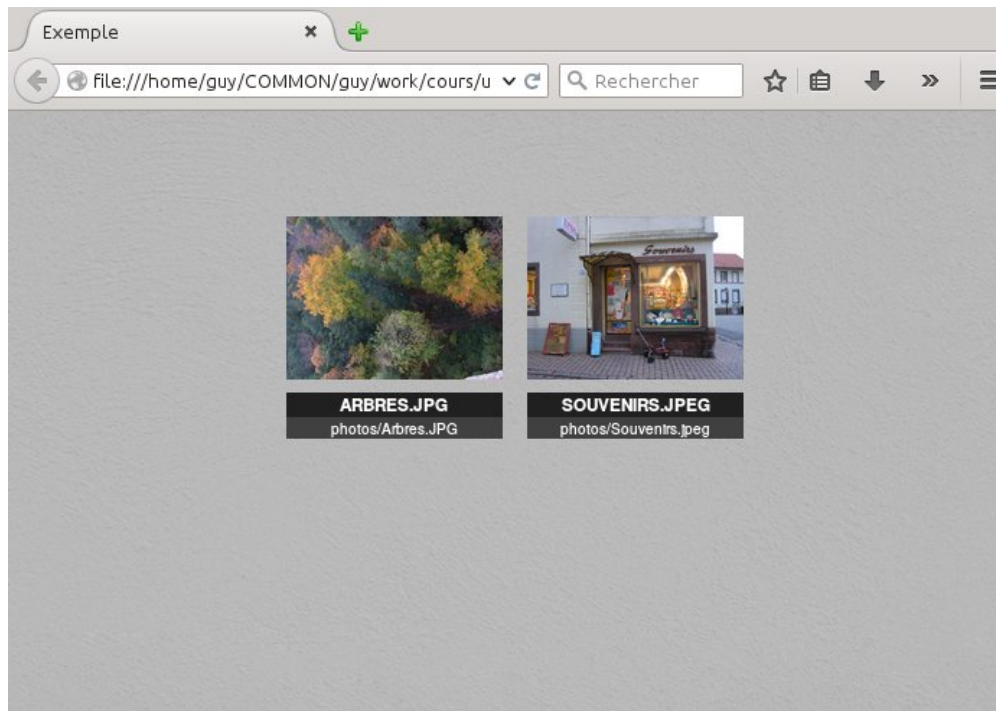 Exemple
file:///home/guy/COMMON/guy/work/cours/u
Rechercher
Souvenirs
ARBRES.JPG
SOUVENIRS.JPEG
photos/Arbres.JPG
photos/Souvenirs.jpeg